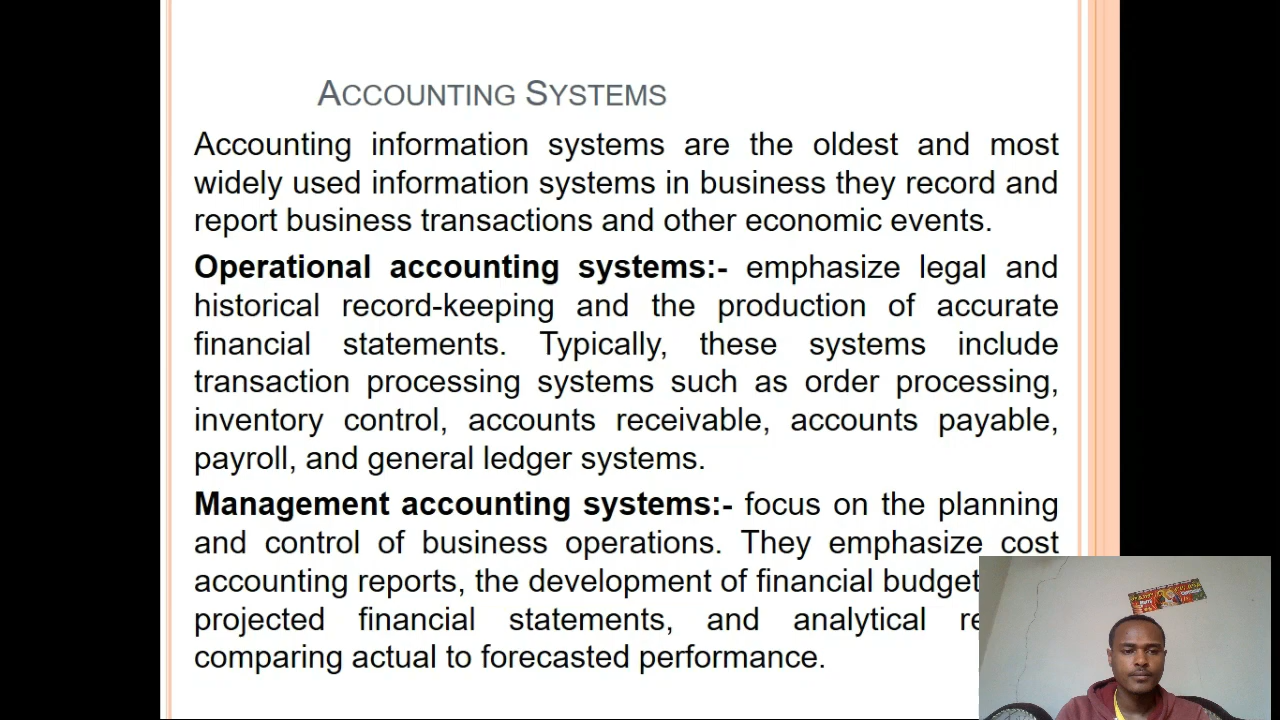 ACCOUNTING SYSTEMS
Accounting information systems are the oldest and most
widely used information systems in business they record and
report business transactions and other economic events.
Operational accounting systems:- emphasize legal and
historical record-keeping and the production of accurate
financial statements. Typically, these systems include
transaction processing systems such as order processing,
inventory control, accounts receivable, accounts payable,
payroll, and general ledger systems.
Management accounting systems:- focus on the planning
and control of business operations. They emphasize cost
accounting reports, the development of financial
projected financial statements, and analytical
comparing actual to forecasted performance.